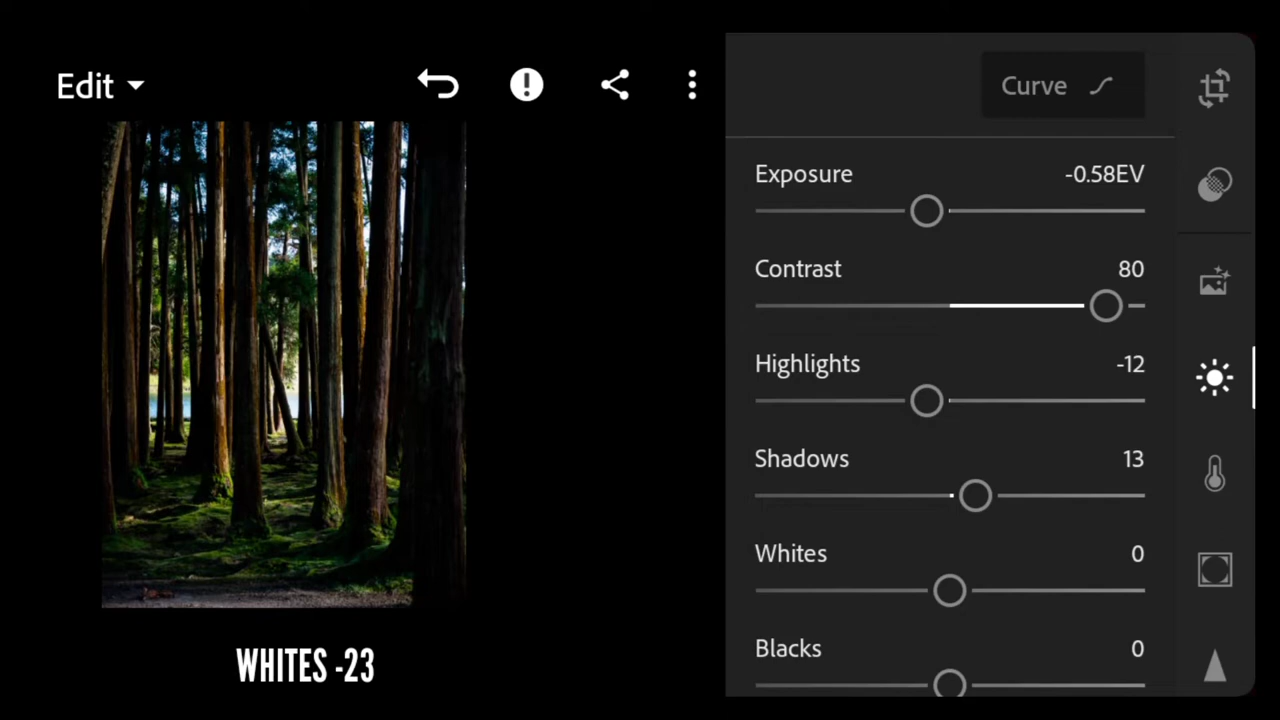 Edit
Curve
Exposure -0.58EV
Contrast 80
Highlights -12
Shadows 13
Whites 0
Blacks 0
WHITES -23